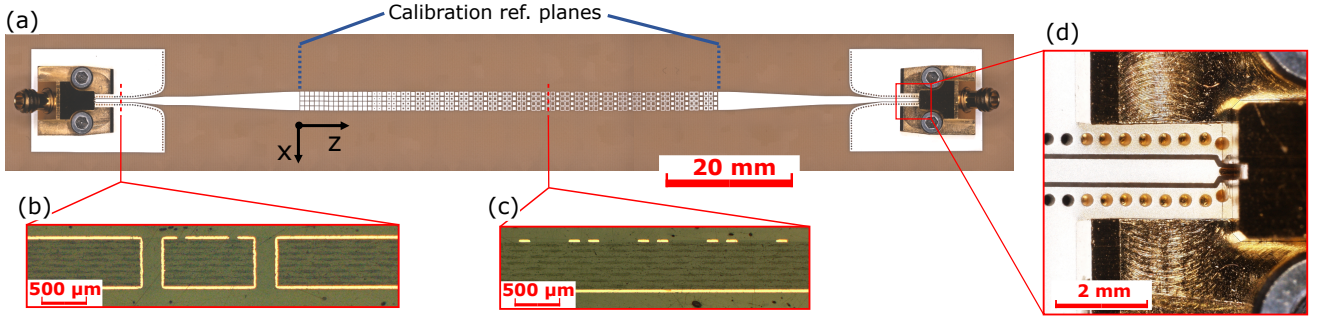 (a)
Calibration ref. planes
(d)
x
z
20 mm
(b)
(c)
500 µm
500 µm
2 mm